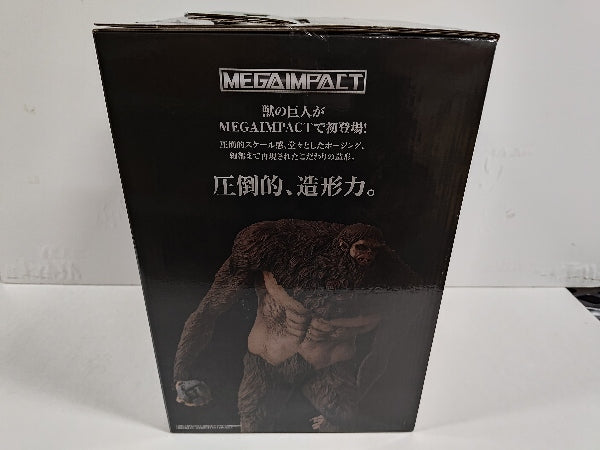 MEGAIMPACT
獣の巨人が
MEGAIMPACTで初登場!
圧倒的スケール感、堂々としたポージング、
細部まで再現されたこだわりの造形。
圧倒的、造形力。